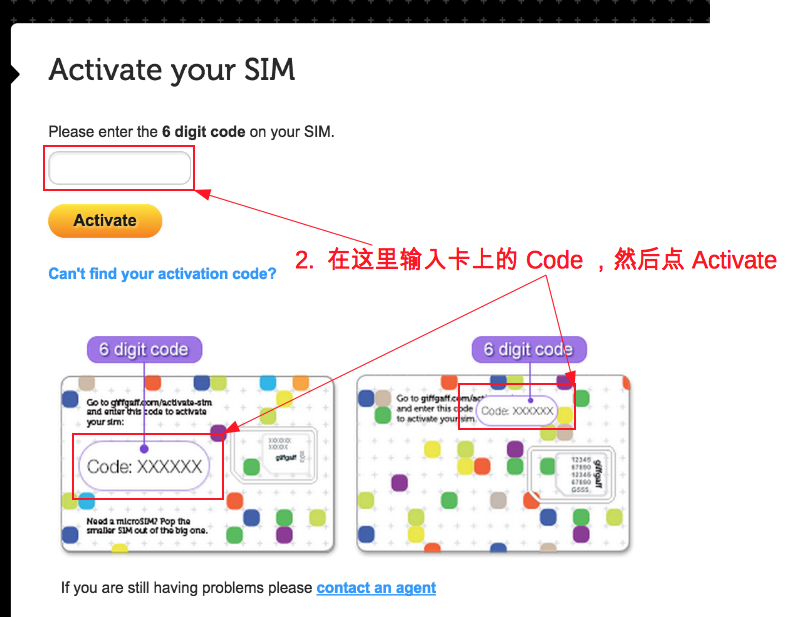 Activate your SIM
Please enter the 6 digit code on your SIM.
Activate
2. 在这里输入卡上的 Code ，然后点 Activate
Can't find your activation code?
6 digit code
Go to giffgaff.com/activate-sim
and enter this code to activate
your sim:
Code: XXXXXX
giffgaff
Need a microSIM? Pop the
smaller SIM out of the big one.
6 digit code
Go to giffgaff.com/act
and enter this code
to activate your sim.
Code: XXXXXX
12345
67890
12345
67890
giffgaff
If you are still having problems please contact an agent